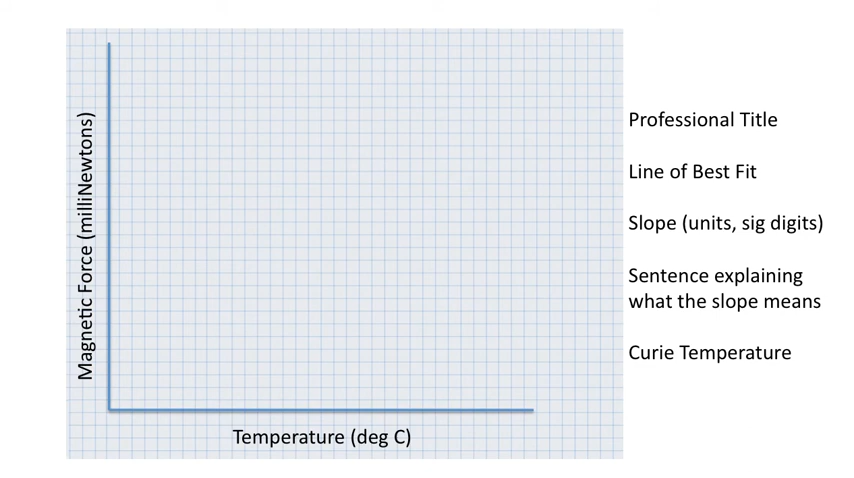 Magnetic Force (milliNewtons)
Temperature (deg C)
Professional Title
Line of Best Fit
Slope (units, sig digits)
Sentence explaining
what the slope means
Curie Temperature